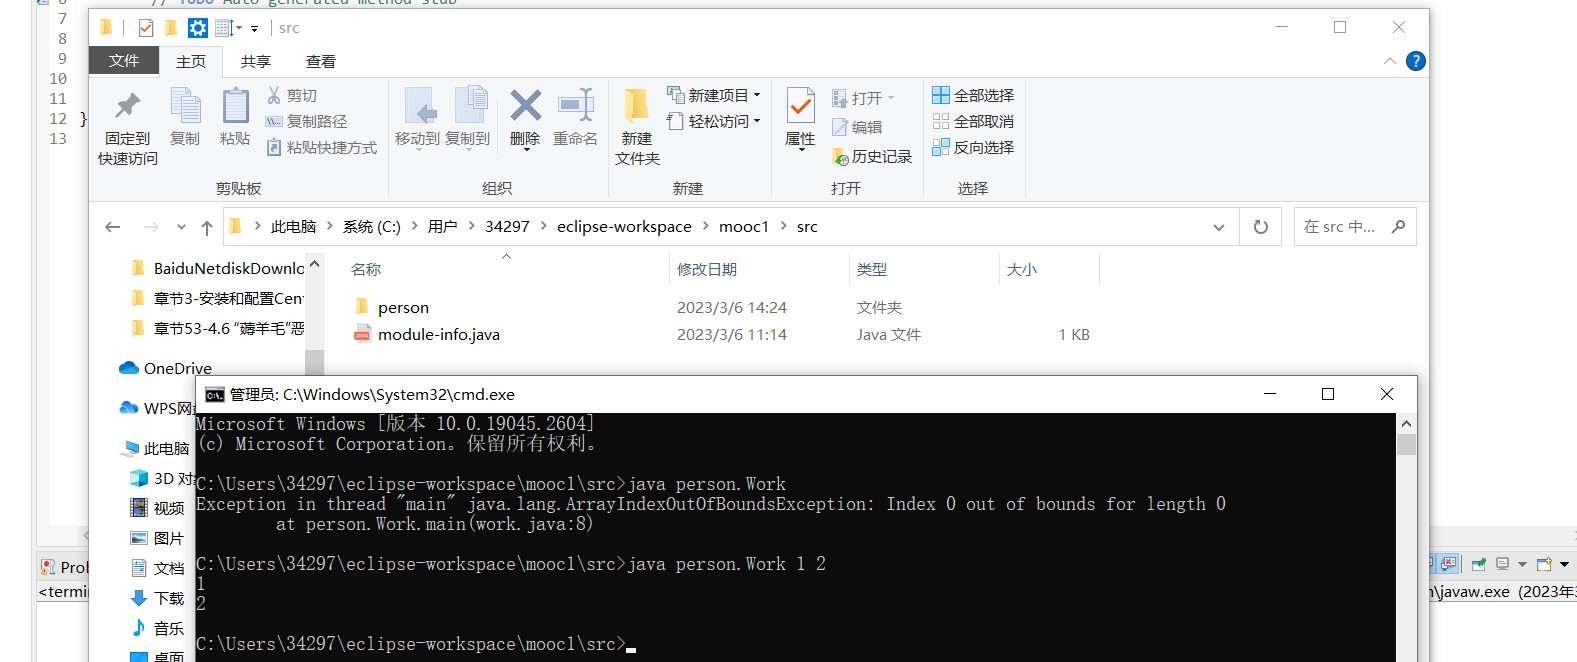 6 // TODO Auto-generated method stub
7
8
9
10
11
12 }
13
src
文件 主页 共享 查看
固定到
快速访问
复制
粘贴
剪切
复制路径
粘贴快捷方式
剪贴板
移动到 复制到 删除 重命名
组织
新建
文件夹
新建项目
轻松访问
新建
属性
打开
编辑
历史记录
打开
全部选择
全部取消
反向选择
选择
此电脑 > 系统 (C:) > 用户 > 34297 > eclipse-workspace > mooc1 > src
在 src 中...
名称 修改日期 类型 大小
person 2023/3/6 14:24 文件夹
module-info.java 2023/3/6 11:14 Java 文件 1 KB
BaiduNetdiskDownlo
章节3-安装和配置Cen
章节53-4.6 “薅羊毛”恶
OneDrive
WPS网
此电脑
3D 对
视频
图片
文档
下载
音乐
桌面
管理员: C:\Windows\System32\cmd.exe
Microsoft Windows [版本 10.0.19045.2604]
(c) Microsoft Corporation。保留所有权利。
C:\Users\34297\eclipse-workspace\mooc1\src>java person.Work
Exception in thread "main" java.lang.ArrayIndexOutOfBoundsException: Index 0 out of bounds for length 0
at person.Work.main(work.java:8)
C:\Users\34297\eclipse-workspace\mooc1\src>java person.Work 1 2
1
2
C:\Users\34297\eclipse-workspace\mooc1\src>
Prob
<termi
n\javaw.exe (2023年3